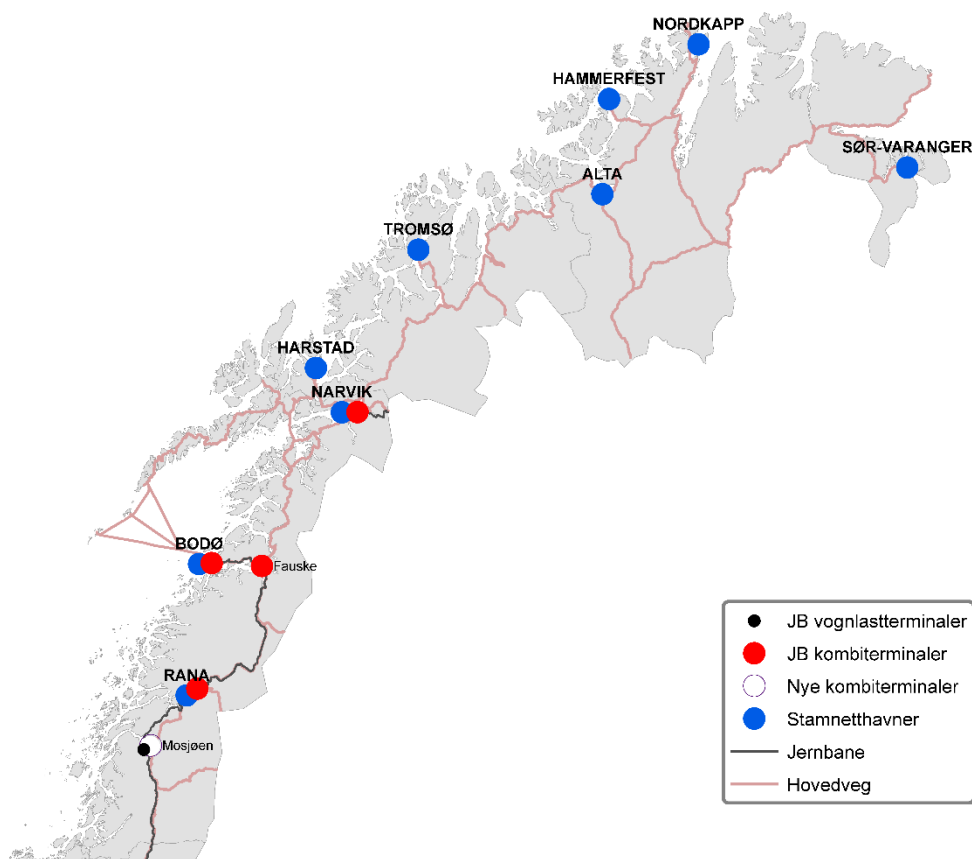 NORDKAPP
HAMMERFEST
SØR-VARANGER
ALTA
TROMSØ
HARSTAD
NARVIK
BODØ
Fauske
RANA
Mosjøen
JB vognlastterminaler
JB kombiterminaler
Nye kombiterminaler
Stamnetthavner
Jernbane
Hovedveg